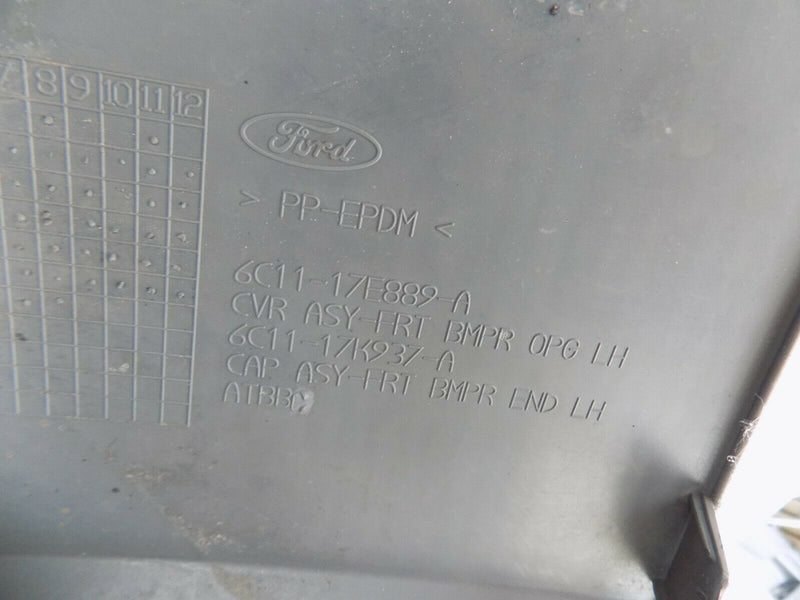 7 8 9 10 11 12
Ford
> PP-EPDM <
6C11-17E889-A
CVR ASY-FRT BMPR OPG LH
6C11-17K937-A
CAP ASY-FRT BMPR END LH